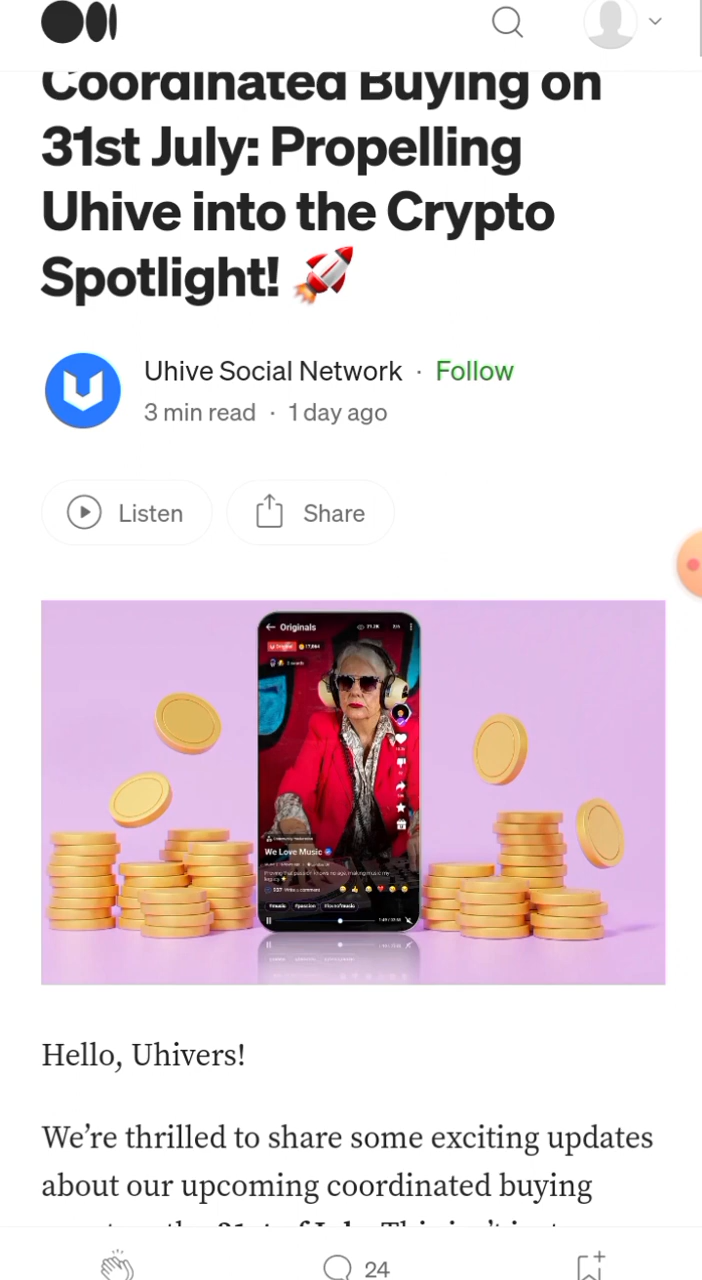 Coordinated Buying on
31st July: Propelling
Uhive into the Crypto
Spotlight! 🚀
Uhive Social Network · Follow
3 min read · 1 day ago
Listen
Share
Originals
We Love Music
Hello, Uhivers!
We’re thrilled to share some exciting updates
about our upcoming coordinated buying
24